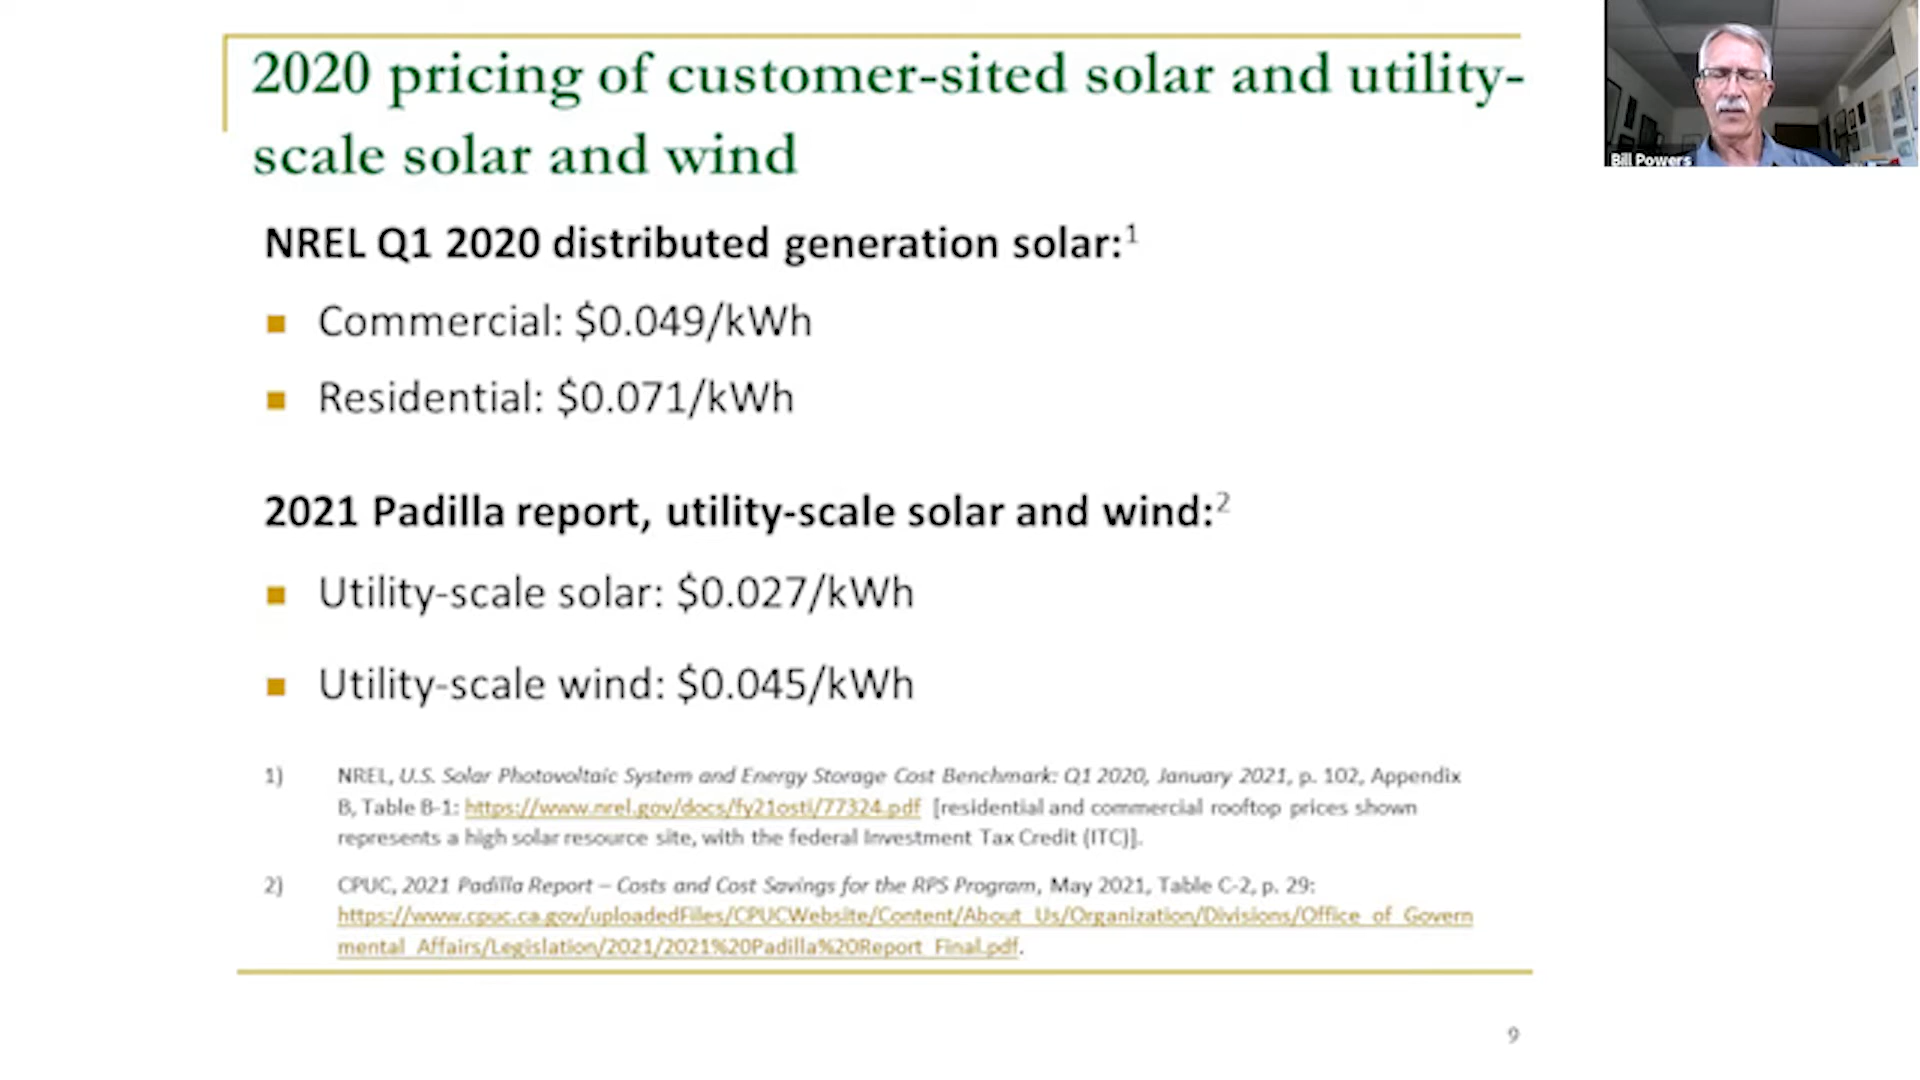 2020 pricing of customer-sited solar and utility-
scale solar and wind
Bill Powers
NREL Q1 2020 distributed generation solar:1
Commercial: $0.049/kWh
Residential: $0.071/kWh
2021 Padilla report, utility-scale solar and wind:2
Utility-scale solar: $0.027/kWh
Utility-scale wind: $0.045/kWh
1) NREL, U.S. Solar Photovoltaic System and Energy Storage Cost Benchmark: Q1 2020, January 2021, p. 102, Appendix
B, Table B-1: https://www.nrel.gov/docs/fy21osti/77324.pdf [residential and commercial rooftop prices shown
represents a high solar resource site, with the federal Investment Tax Credit (ITC)].
2) CPUC, 2021 Padilla Report – Costs and Cost Savings for the RPS Program, May 2021, Table C-2, p. 29:
https://www.cpuc.ca.gov/uploadedFiles/CPUCWebsite/Content/About_Us/Organization/Divisions/Office_of_Govern
mental_Affairs/Legislation/2021/2021%20Padilla%20Report_Final.pdf.
9